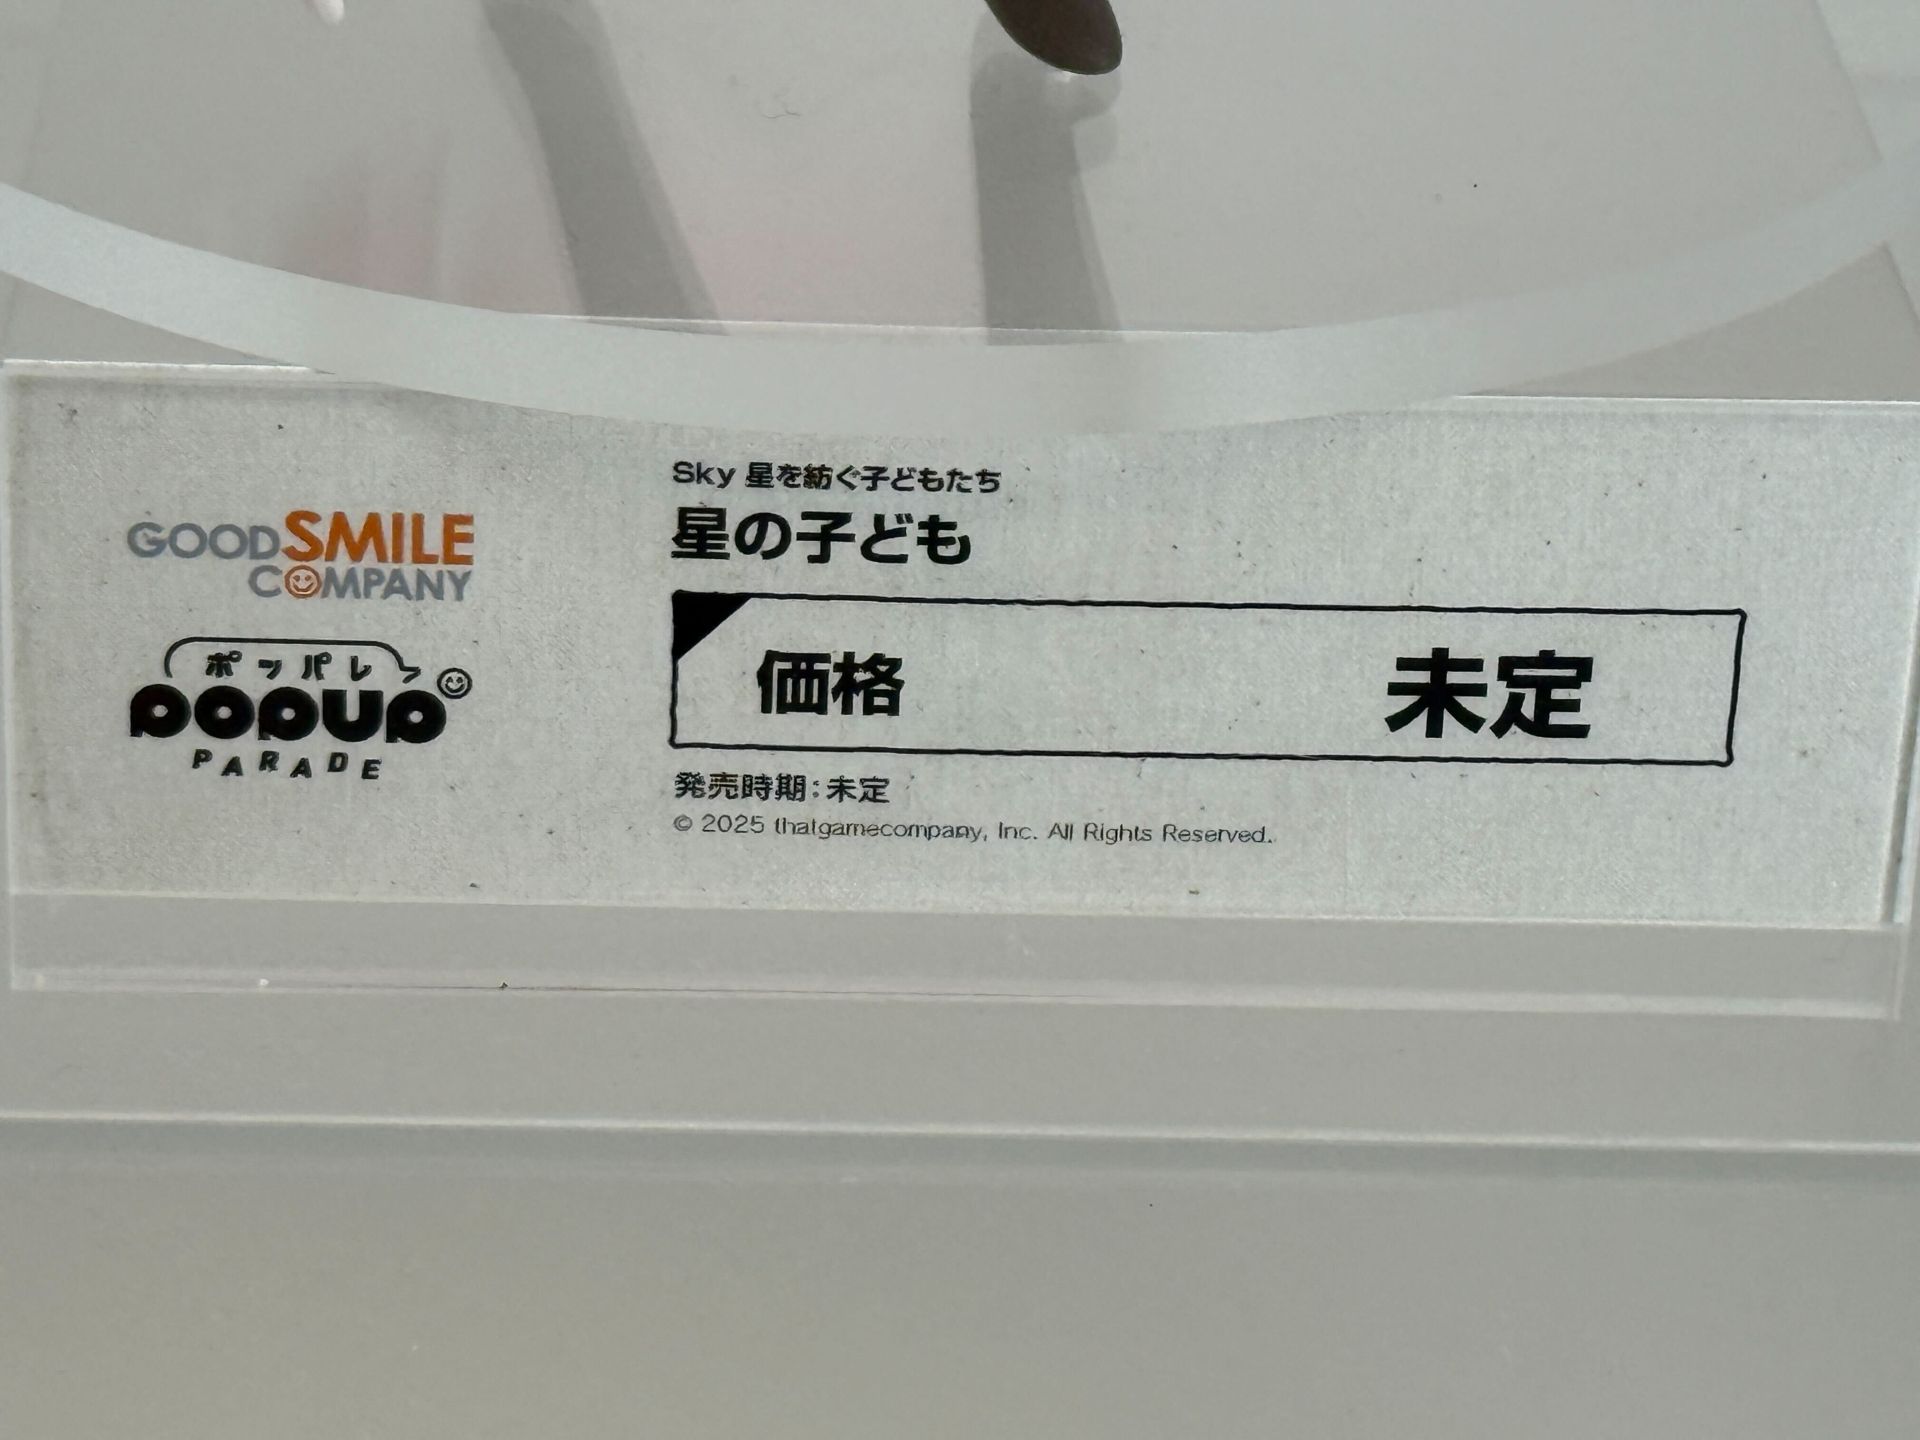 GOODSMILE
COMPANY
ポッパレ
POPUP
PARADE
Sky 星を紡ぐ子どもたち
星の子ども
価格 未定
発売時期：未定
© 2025 thatgamecompany, Inc. All Rights Reserved.